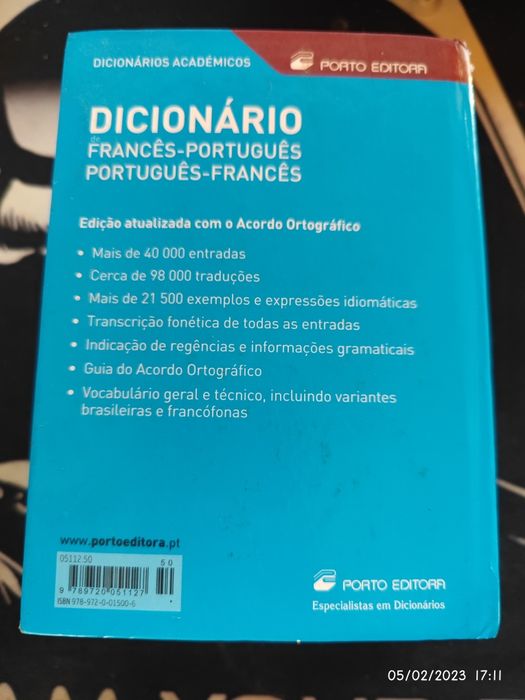 DICIONÁRIOS ACADÉMICOS
PORTO EDITORA
DICIONÁRIO
de
FRANCÊS-PORTUGUÊS
PORTUGUÊS-FRANCÊS
Edição atualizada com o Acordo Ortográfico
• Mais de 40 000 entradas
• Cerca de 98 000 traduções
• Mais de 21 500 exemplos e expressões idiomáticas
• Transcrição fonética de todas as entradas
• Indicação de regências e informações gramaticais
• Guia do Acordo Ortográfico
• Vocabulário geral e técnico, incluindo variantes
brasileiras e francófonas
www.portoeditora.pt
05112.50
50
9 789720 051127
ISBN 978-972-0-01500-6
PORTO EDITORA
Especialistas em Dicionários
05/02/2023 17:11